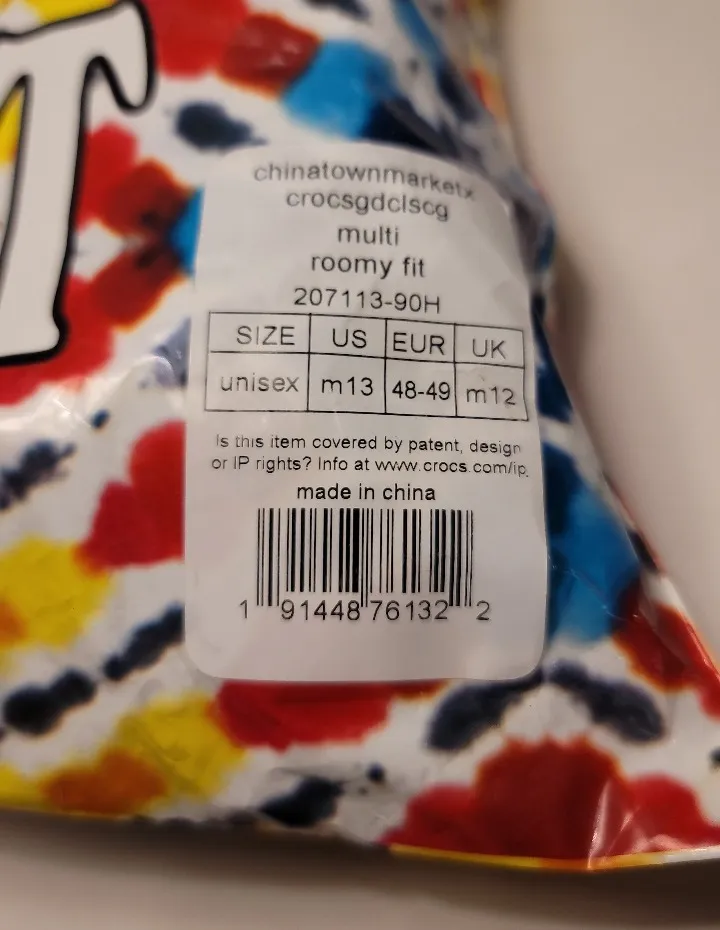 T
chinatownmarketx
crocsgdclscg
multi
roomy fit
207113-90H
SIZE US EUR UK
unisex m13 48-49 m12
Is this item covered by patent, design
or IP rights? Info at www.crocs.com/ip.
made in china
1 91448 76132 2